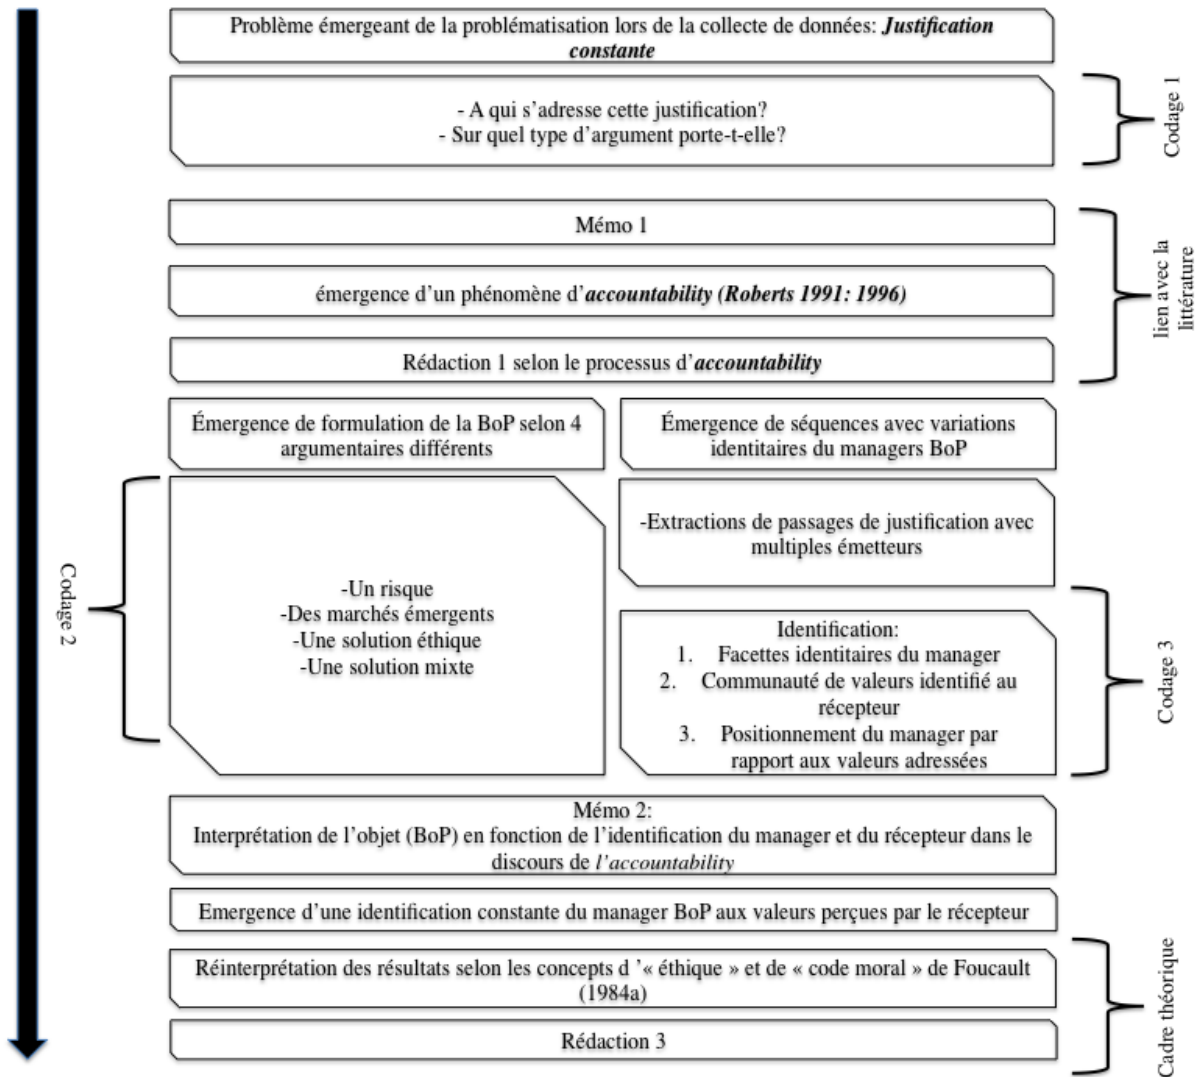 Problème émergeant de la problématisation lors de la collecte de données: Justification
constante
- A qui s'adresse cette justification?
- Sur quel type d'argument porte-t-elle?
Codage 1
Mémo 1
émergence d'un phénomène d'accountability (Roberts 1991: 1996)
Rédaction 1 selon le processus d'accountability
lien avec la
littérature
Émergence de formulation de la BoP selon 4
argumentaires différents
Émergence de séquences avec variations
identitaires du managers BoP
Codage 2
-Un risque
-Des marchés émergents
-Une solution éthique
-Une solution mixte
-Extractions de passages de justification avec
multiples émetteurs
Identification:
1. Facettes identitaires du manager
2. Communauté de valeurs identifié au
récepteur
3. Positionnement du manager par
rapport aux valeurs adressées
Codage 3
Mémo 2:
Interprétation de l'objet (BoP) en fonction de l'identification du manager et du récepteur dans le
discours de l'accountability
Emergence d'une identification constante du manager BoP aux valeurs perçues par le récepteur
Réinterprétation des résultats selon les concepts d '« éthique » et de « code moral » de Foucault
(1984a)
Rédaction 3
Cadre théorique